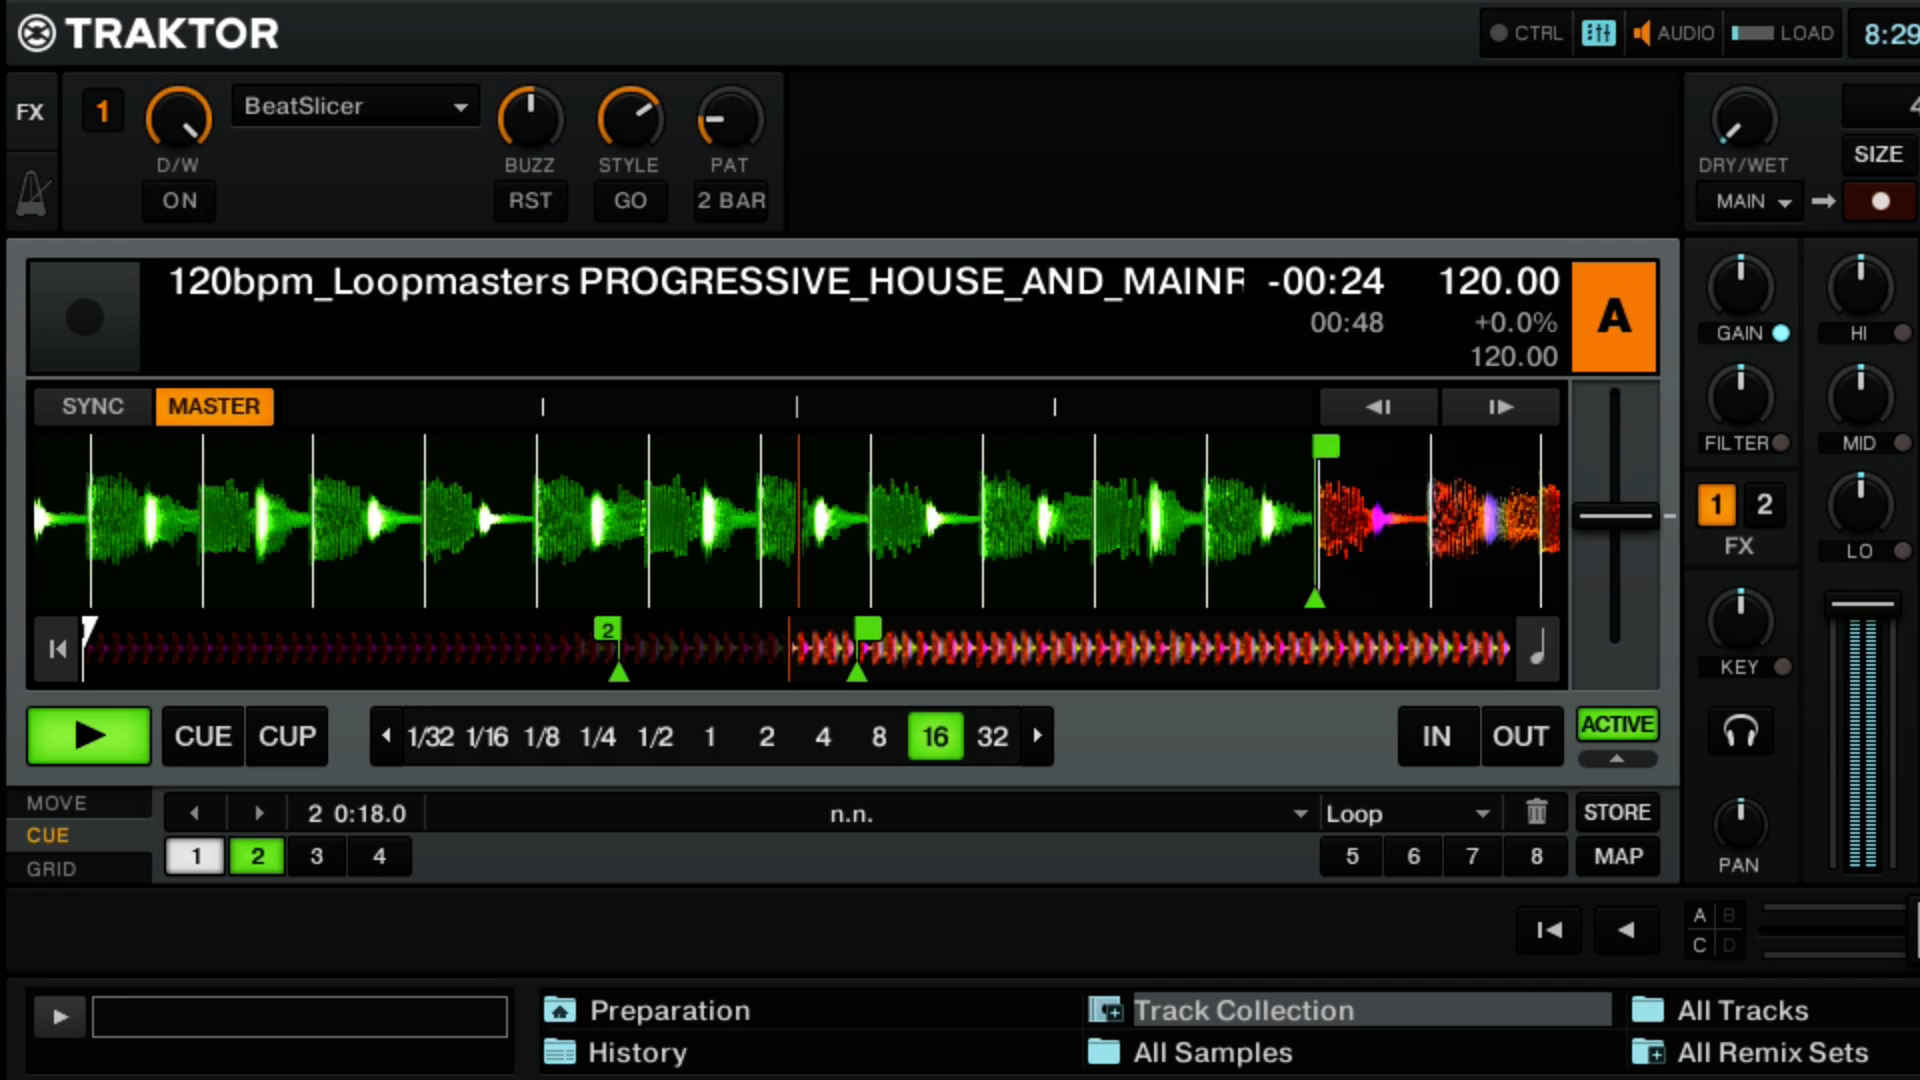 TRAKTOR
CTRL AUDIO LOAD 8:29
FX 1 BeatSlicer
D/W BUZZ STYLE PAT
ON RST GO 2 BAR
DRY/WET SIZE
MAIN
120bpm_Loopmasters PROGRESSIVE_HOUSE_AND_MAINR -00:24 120.00 A
00:48 +0.0%
120.00
GAIN HI
SYNC MASTER
FILTER MID
1 2
FX LO
2
KEY
CUE CUP 1/32 1/16 1/8 1/4 1/2 1 2 4 8 16 32 IN OUT ACTIVE
MOVE
CUE
GRID
2 0:18.0 n.n. Loop STORE
1 2 3 4 5 6 7 8 MAP
PAN
A B
C D
Preparation Track Collection All Tracks
History All Samples All Remix Sets